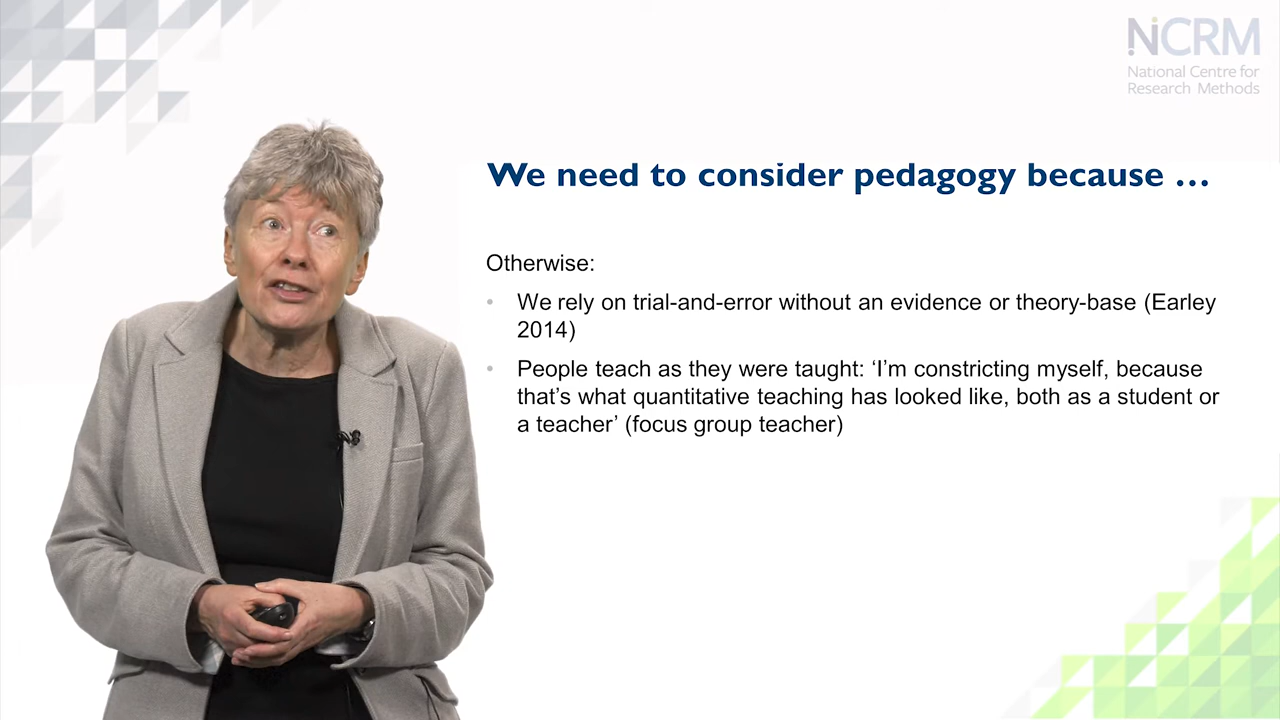 NCRM
National Centre for
Research Methods
We need to consider pedagogy because …
Otherwise:
• We rely on trial-and-error without an evidence or theory-base (Earley
2014)
• People teach as they were taught: ‘I’m constricting myself, because
that’s what quantitative teaching has looked like, both as a student or
a teacher’ (focus group teacher)